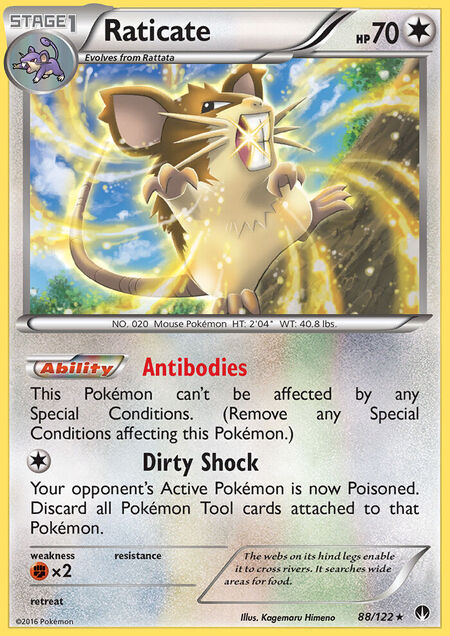 STAGE1
Raticate
HP70
Evolves from Rattata
NO. 020 Mouse Pokémon HT: 2'04" WT: 40.8 lbs.
Ability Antibodies
This Pokémon can't be affected by any
Special Conditions. (Remove any Special
Conditions affecting this Pokémon.)
Dirty Shock
Your opponent's Active Pokémon is now Poisoned.
Discard all Pokémon Tool cards attached to that
Pokémon.
weakness resistance
×2
retreat
The webs on its hind legs enable
it to cross rivers. It searches wide
areas for food.
©2016 Pokémon
Illus. Kagemaru Himeno
88/122 ★